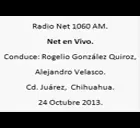 Radio Net 1060 AM.
Net en Vivo.
Conduce: Rogelio González Quiroz,
Alejandro Velasco.
Cd. Juárez,  Chihuahua.
24 Octubre 2013.